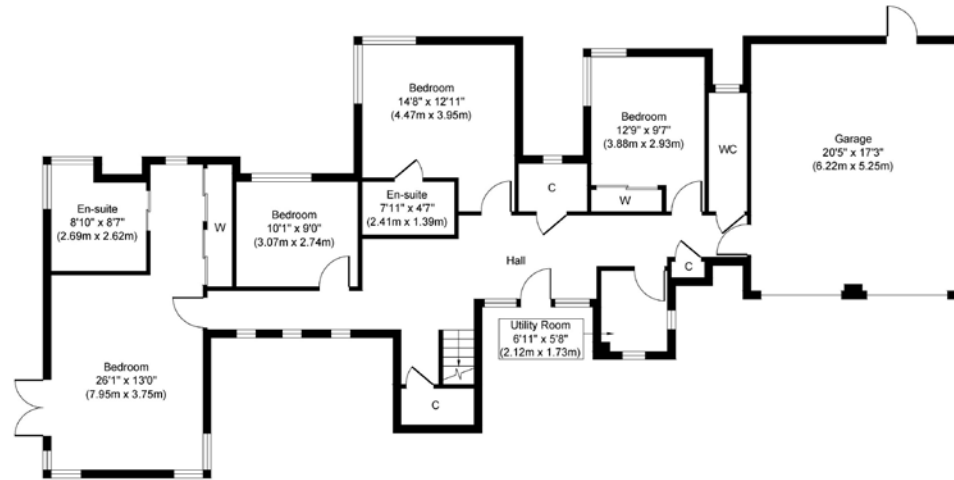 Bedroom
14'8" x 12'11"
(4.47m x 3.95m)
Bedroom
12'9" x 9'7"
(3.88m x 2.93m)
WC
Garage
20'5" x 17'3"
(6.22m x 5.25m)
C
En-suite
8'10" x 8'7"
(2.69m x 2.62m)
W
Bedroom
10'1" x 9'0"
(3.07m x 2.74m)
En-suite
7'11" x 4'7"
(2.41m x 1.39m)
W
Hall
C
Utility Room
6'11" x 5'8"
(2.12m x 1.73m)
Bedroom
26'1" x 13'0"
(7.95m x 3.75m)
C